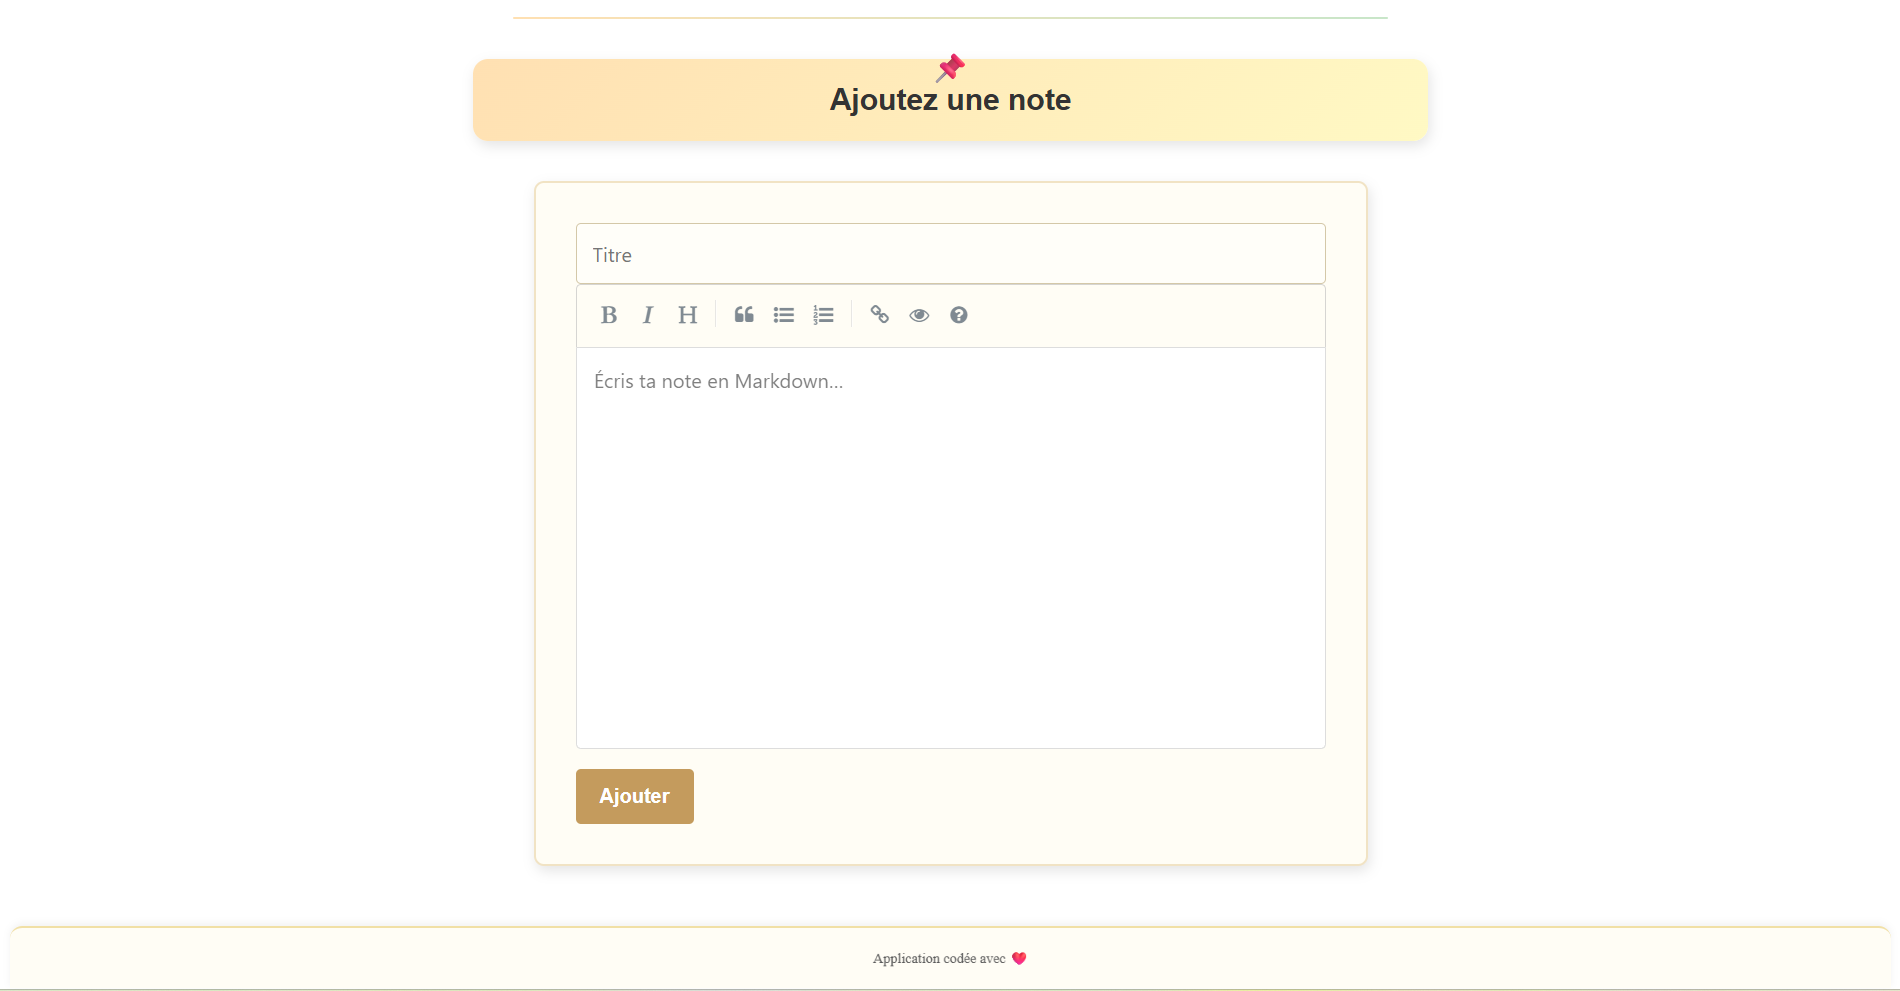 Ajoutez une note
Titre
B I H
Écris ta note en Markdown...
Ajouter
Application codée avec